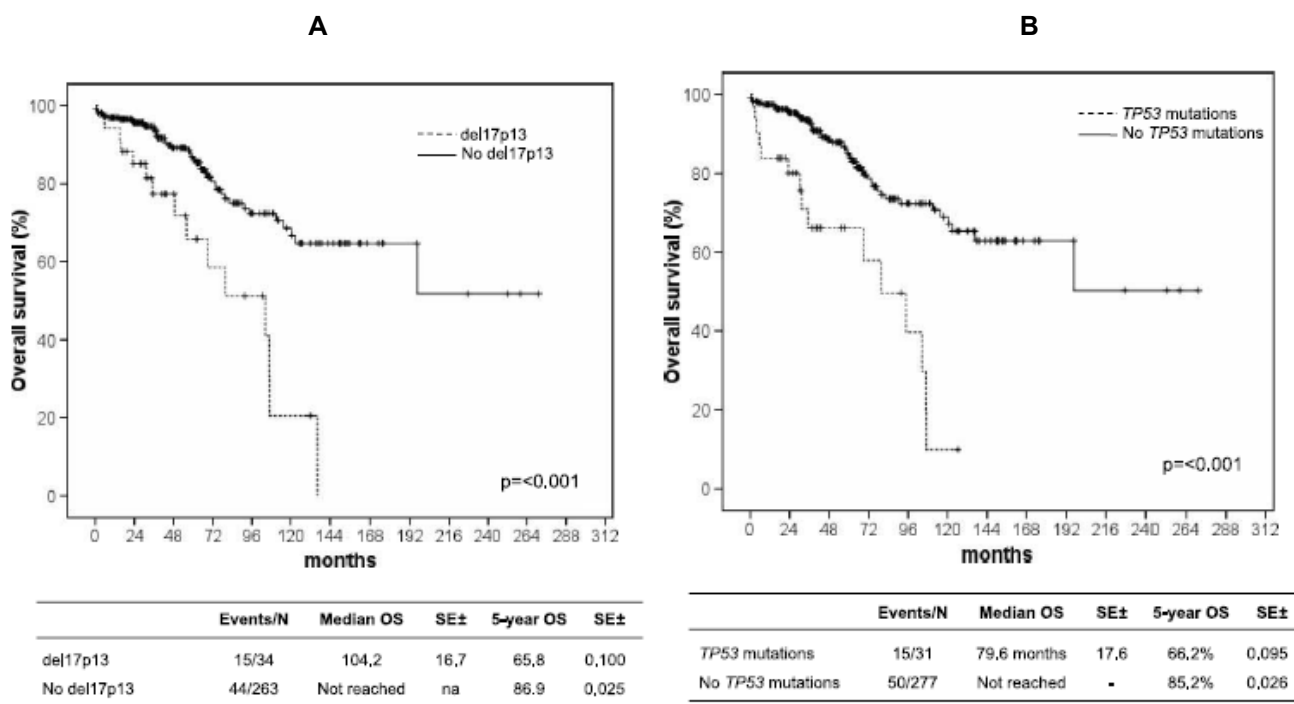 A
B
100
80
60
40
20
0
Overall survival (%)
del17p13
No del17p13
p=<0.001
0 24 48 72 96 120 144 168 192 216 240 264 288 312
months
100
80
60
40
20
0
Overall survival (%)
TP53 mutations
No TP53 mutations
p=<0.001
0 24 48 72 96 120 144 168 192 216 240 264 288 312
months
Events/N Median OS SE± 5-year OS SE±
del17p13 15/34 104,2 16,7 65,8 0,100
No del17p13 44/263 Not reached na 86.9 0,025
Events/N Median OS SE± 5-year OS SE±
TP53 mutations 15/31 79,6 months 17,6 66,2% 0,095
No TP53 mutations 50/277 Not reached - 85,2% 0,026